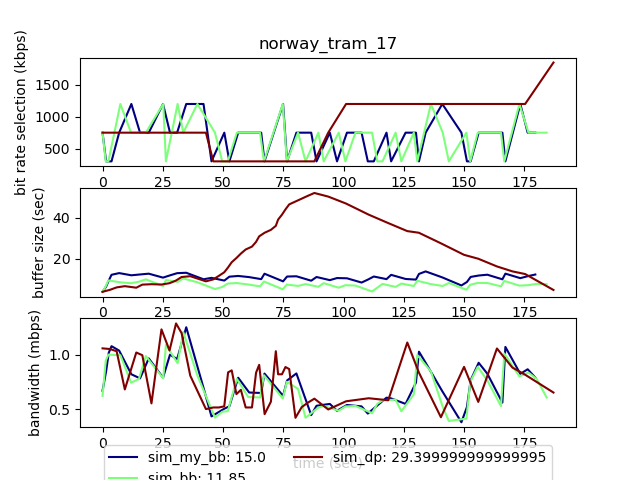 norway_tram_17
bit rate selection (kbps)
1500
1000
500
0 25 50 75 100 125 150 175
buffer size (sec)
40
20
0 25 50 75 100 125 150 175
bandwidth (mbps)
1.0
0.5
0 25 50 75 100 125 150 175
time (sec)
sim_my_bb: 15.0 sim_dp: 29.399999999999995
sim_bb: 11.85